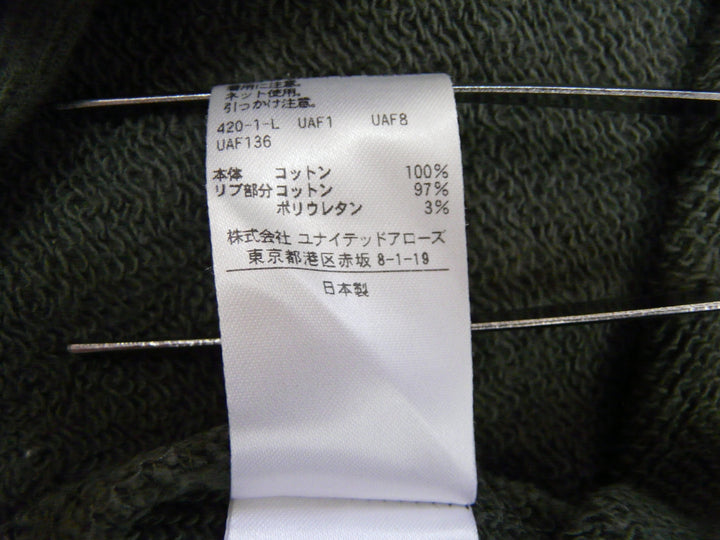 着用に注意。
ネット使用。
引っかけ注意。
420-1-L UAF1 UAF8
UAF136
本体 コットン 100%
リブ部分コットン 97%
ポリウレタン 3%
株式会社 ユナイテッドアローズ
東京都港区赤坂 8-1-19
日本製